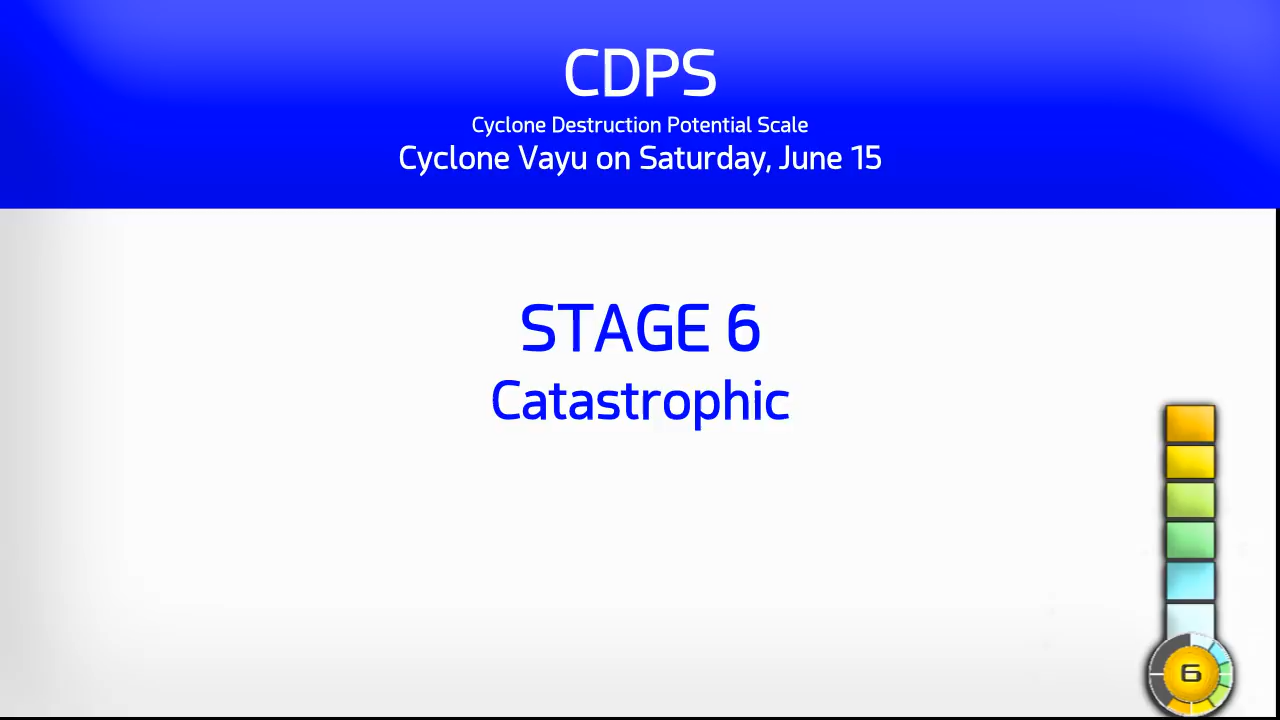 CDPS
Cyclone Destruction Potential Scale
Cyclone Vayu on Saturday, June 15
STAGE 6
Catastrophic
6